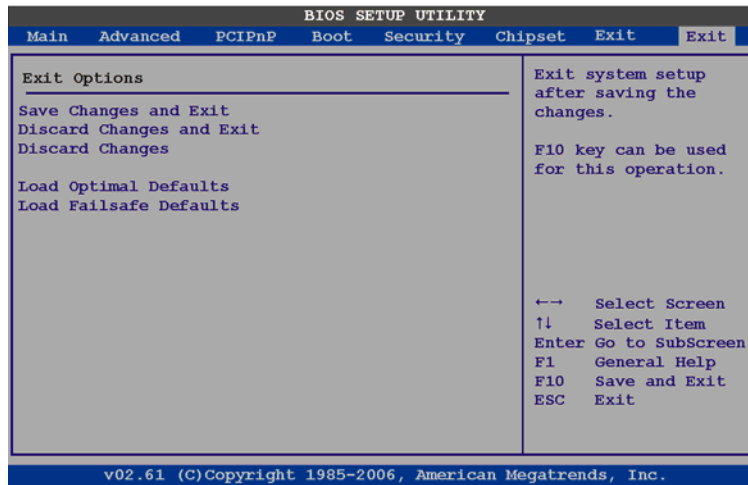 BIOS SETUP UTILITY
Main Advanced PCIPnP Boot Security Chipset Exit Exit
Exit Options
Save Changes and Exit
Discard Changes and Exit
Discard Changes
Load Optimal Defaults
Load Failsafe Defaults
Exit system setup
after saving the
changes.
F10 key can be used
for this operation.
←→ Select Screen
↑↓ Select Item
Enter Go to SubScreen
F1 General Help
F10 Save and Exit
ESC Exit
v02.61 (C)Copyright 1985-2006, American Megatrends, Inc.